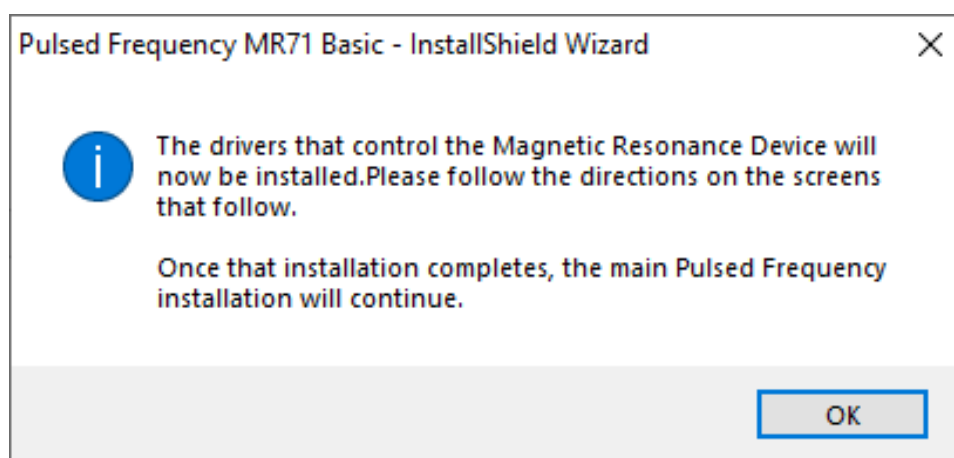 Pulsed Frequency MR71 Basic - InstallShield Wizard
The drivers that control the Magnetic Resonance Device will
now be installed.Please follow the directions on the screens
that follow.
Once that installation completes, the main Pulsed Frequency
installation will continue.
OK